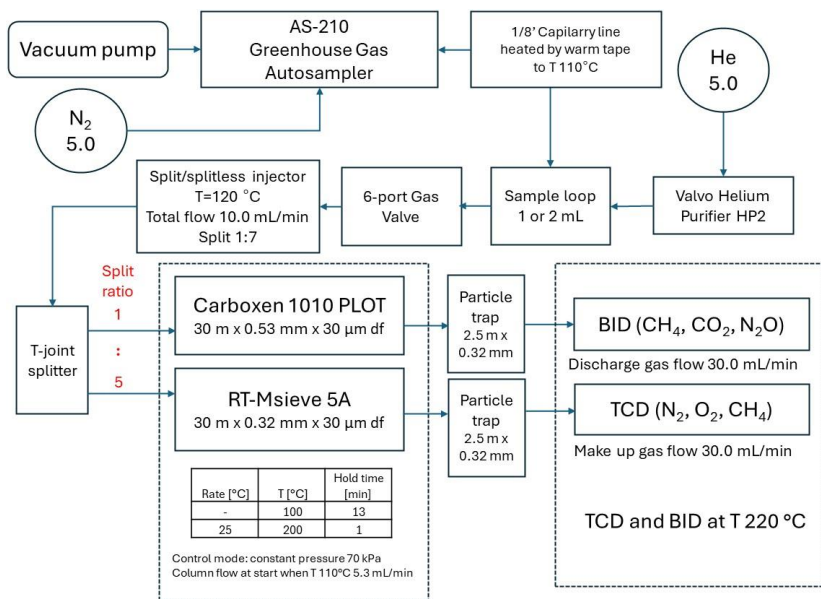 Vacuum pump
AS-210
Greenhouse Gas
Autosampler
1/8’ Capilarry line
heated by warm tape
to T 110°C
He
5.0
N₂
5.0
Split/splitless injector
T=120 °C
Total flow 10.0 mL/min
Split 1:7
6-port Gas
Valve
Sample loop
1 or 2 mL
Valvo Helium
Purifier HP2
Split
ratio
1
:
5
T-joint
splitter
Carboxen 1010 PLOT
30 m x 0.53 mm x 30 µm df
RT-Msieve 5A
30 m x 0.32 mm x 30 µm df
Particle
trap
2.5 m x
0.32 mm
Particle
trap
2.5 m x
0.32 mm
BID (CH₄, CO₂, N₂O)
Discharge gas flow 30.0 mL/min
TCD (N₂, O₂, CH₄)
Make up gas flow 30.0 mL/min
TCD and BID at T 220 °C
Rate [°C] T [°C] Hold time [min]
- 100 13
25 200 1
Control mode: constant pressure 70 kPa
Column flow at start when T 110°C 5.3 mL/min